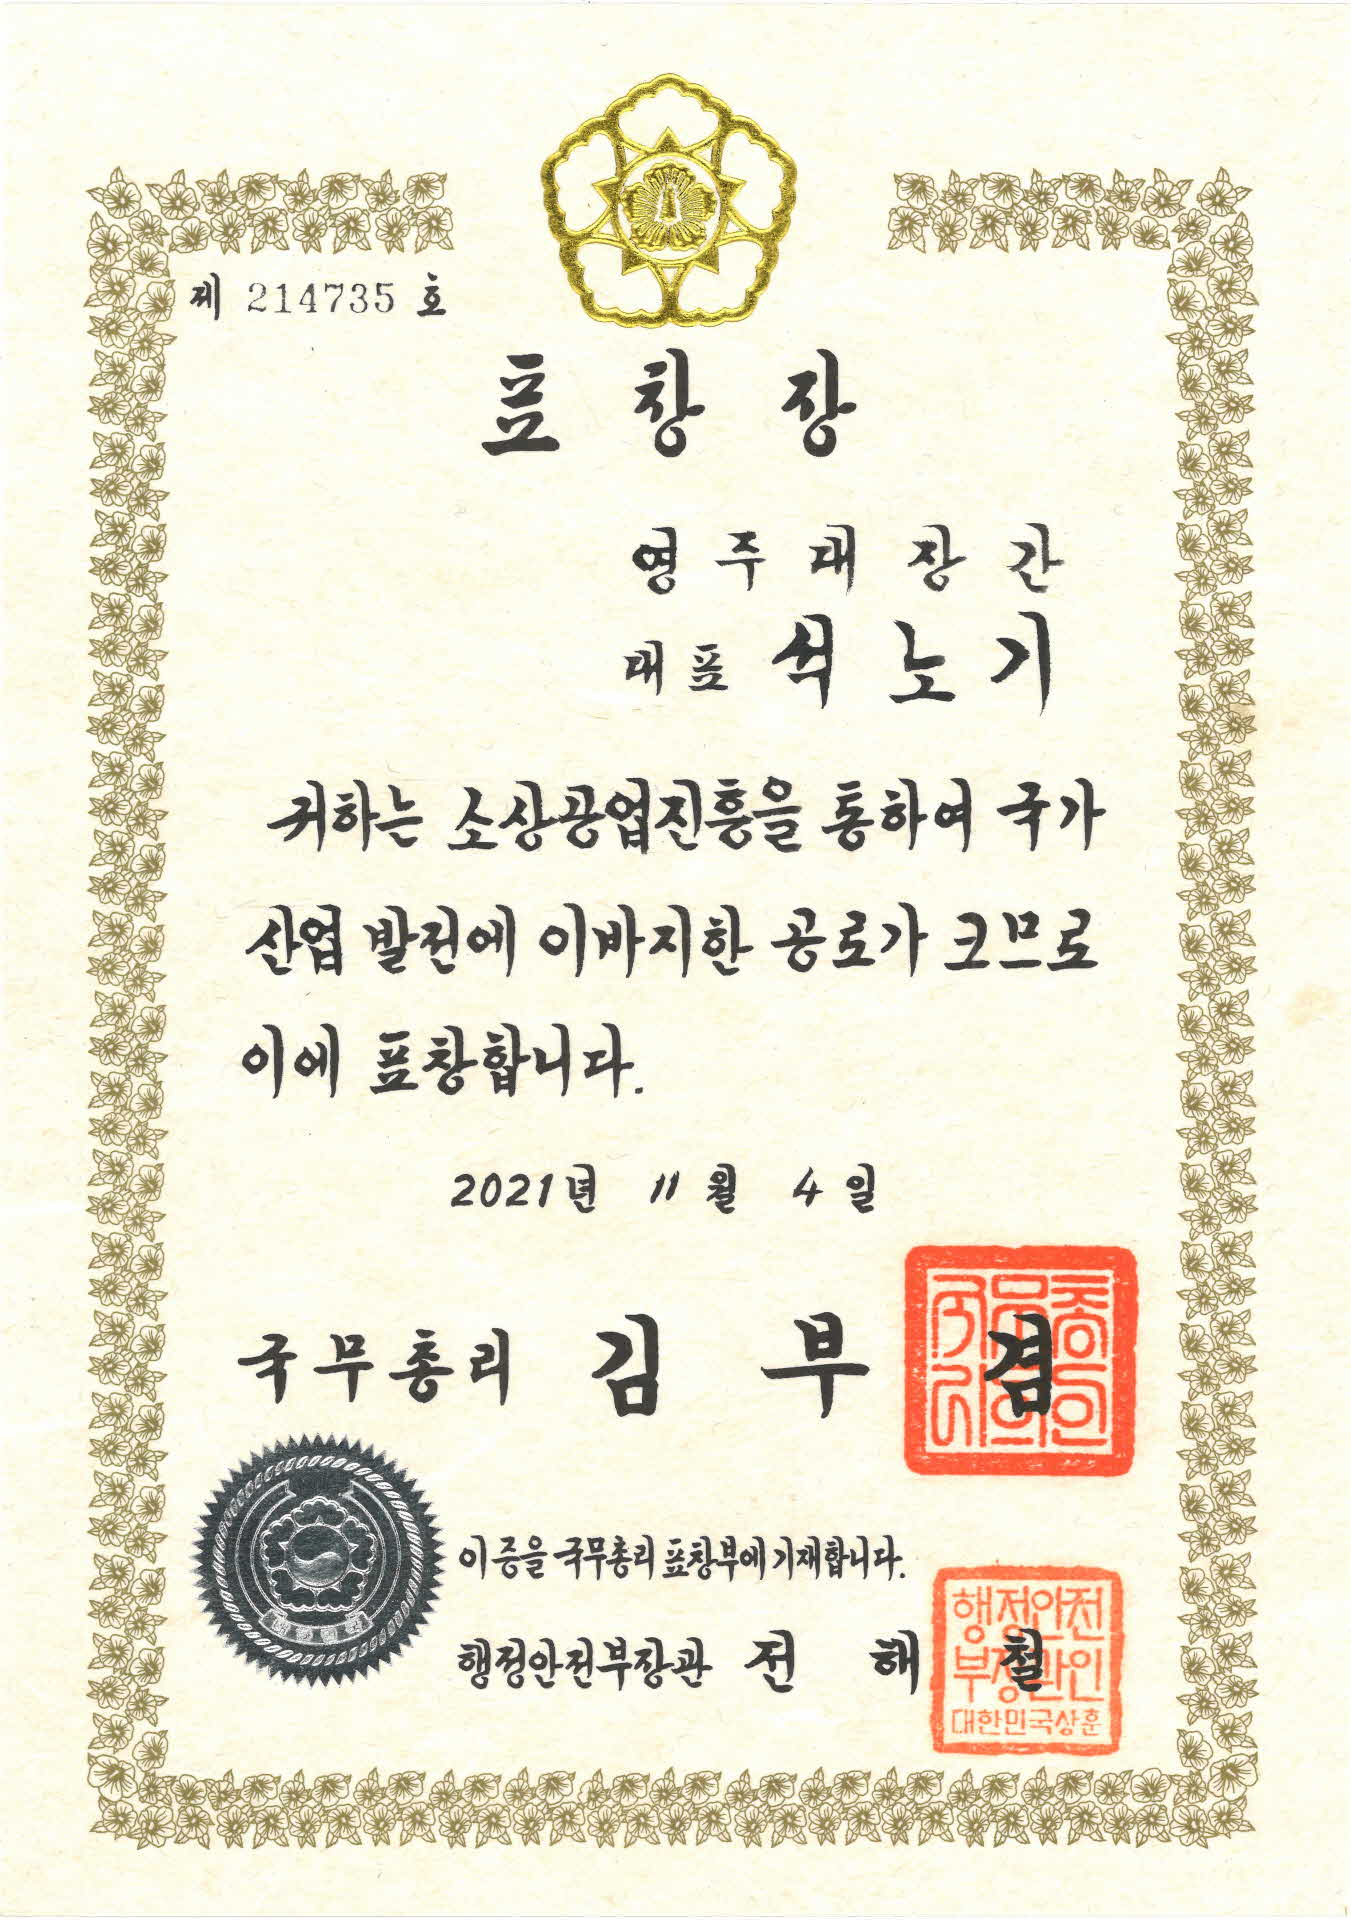 제 214735 호
표창장
영주대장간
대표 석노기
귀하는 소상공업진흥을 통하여 국가
산업 발전에 이바지한 공로가 크므로
이에 표창합니다.
2021년 11월 4일
국무총리 김부겸
이 증을 국무총리 표창부에 기재합니다.
행정안전부장관 전해철
행정안전
부장관인
대한민국상훈